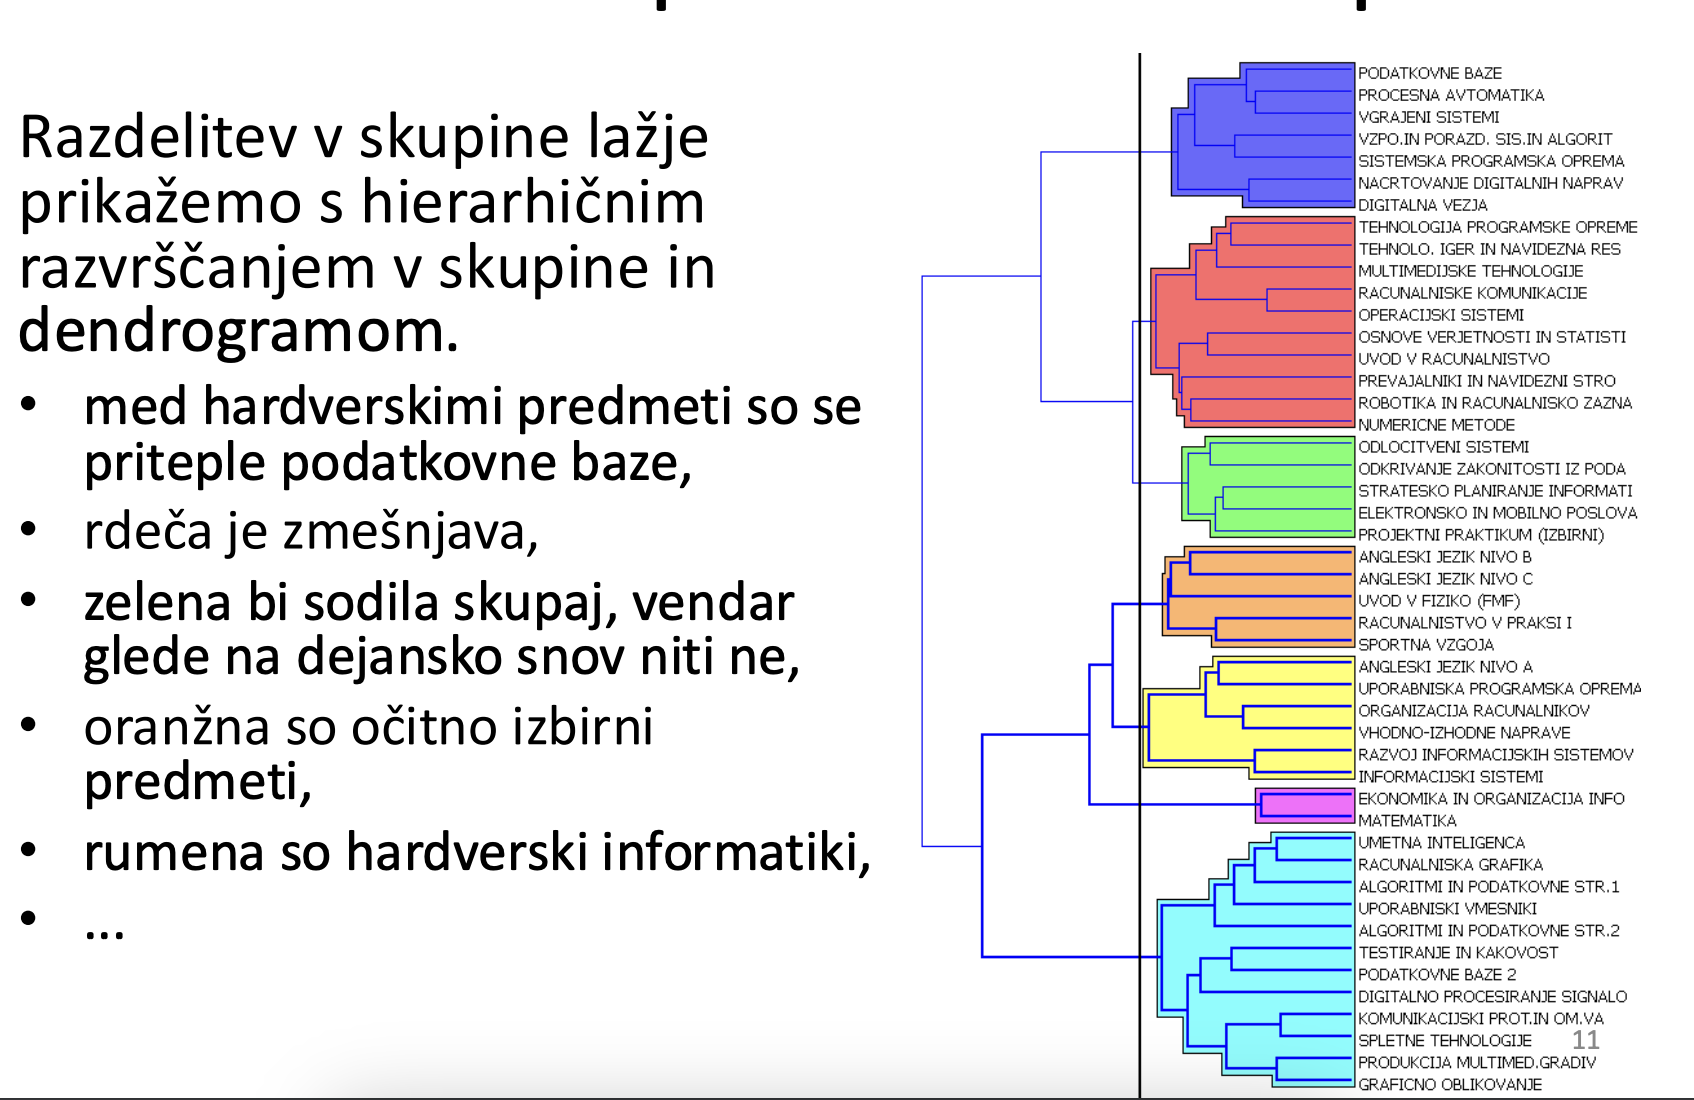 Razdelitev v skupine lažje
prikažemo s hierarhičnim
razvrščanjem v skupine in
dendrogramom.
• med hardverskimi predmeti so se
priteple podatkovne baze,
• rdeča je zmešnjava,
• zelena bi sodila skupaj, vendar
glede na dejansko snov niti ne,
• oranžna so očitno izbirni
predmeti,
• rumena so hardverski informatiki,
• ...
PODATKOVNE BAZE
PROCESNA AVTOMATIKA
VGRAJENI SISTEMI
VZPO.IN PORAZD. SIS.IN ALGORIT
SISTEMSKA PROGRAMSKA OPREMA
NACRTOVANJE DIGITALNIH NAPRAV
DIGITALNA VEZJA
TEHNOLOGIJA PROGRAMSKE OPREME
TEHNOLO. IGER IN NAVIDEZNA RES
MULTIMEDIJSKE TEHNOLOGIJE
RACUNALNISKE KOMUNIKACIJE
OPERACIJSKI SISTEMI
OSNOVE VERJETNOSTI IN STATISTI
UVOD V RACUNALNISTVO
PREVAJALNIKI IN NAVIDEZNI STRO
ROBOTIKA IN RACUNALNISKO ZAZNA
NUMERICNE METODE
ODLOCITVENI SISTEMI
ODKRIVANJE ZAKONITOSTI IZ PODA
STRATESKO PLANIRANJE INFORMATI
ELEKTRONSKO IN MOBILNO POSLOVA
PROJEKTNI PRAKTIKUM (IZBIRNI)
ANGLESKI JEZIK NIVO B
ANGLESKI JEZIK NIVO C
UVOD V FIZIKO (FMF)
RACUNALNISTVO V PRAKSI I
SPORTNA VZGOJA
ANGLESKI JEZIK NIVO A
UPORABNISKA PROGRAMSKA OPREMA
ORGANIZACIJA RACUNALNIKOV
VHODNO-IZHODNE NAPRAVE
RAZVOJ INFORMACIJSKIH SISTEMOV
INFORMACIJSKI SISTEMI
EKONOMIKA IN ORGANIZACIJA INFO
MATEMATIKA
UMETNA INTELIGENCA
RACUNALNISKA GRAFIKA
ALGORITMI IN PODATKOVNE STR.1
UPORABNISKI VMESNIKI
ALGORITMI IN PODATKOVNE STR.2
TESTIRANJE IN KAKOVOST
PODATKOVNE BAZE 2
DIGITALNO PROCESIRANJE SIGNALO
KOMUNIKACIJSKI PROT.IN OM.VA
SPLETNE TEHNOLOGIJE
PRODUKCIJA MULTIMED.GRADIV
GRAFICNO OBLIKOVANJE
11